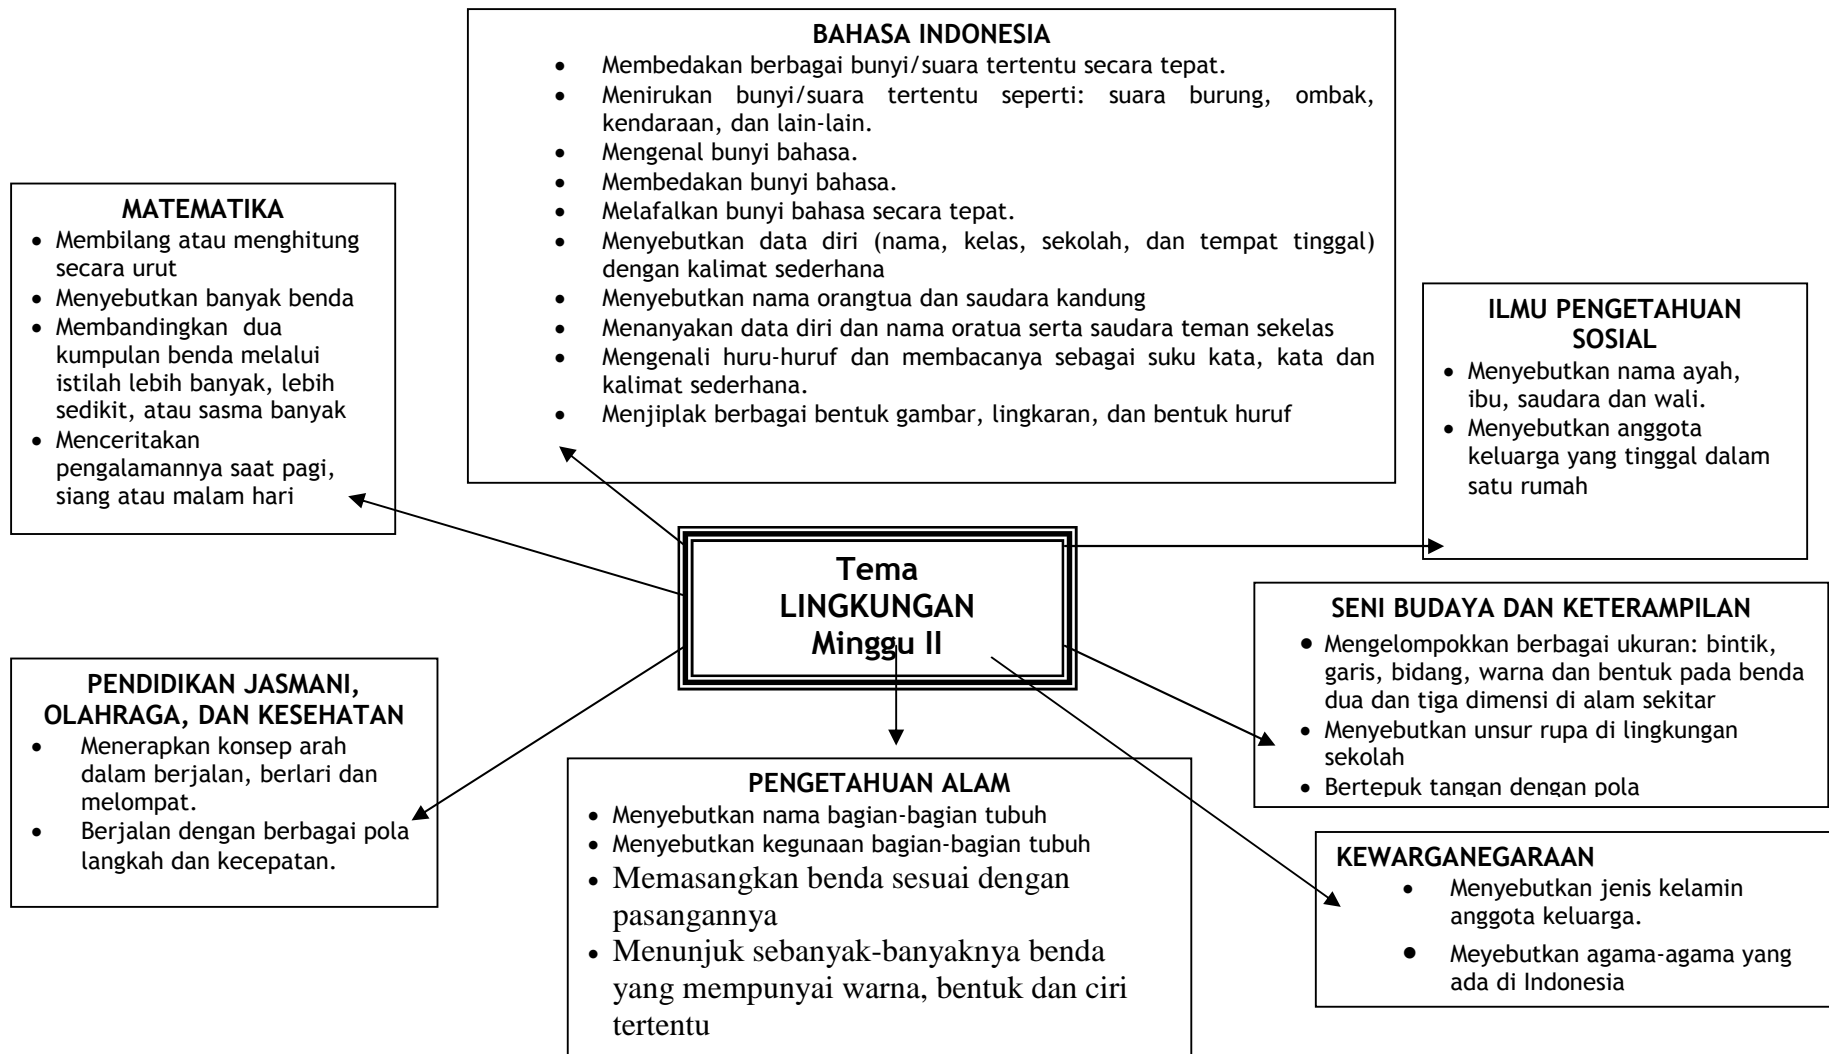 BAHASA INDONESIA
• Membedakan berbagai bunyi/suara tertentu secara tepat.
• Menirukan bunyi/suara tertentu seperti: suara burung, ombak,
kendaraan, dan lain-lain.
• Mengenal bunyi bahasa.
• Membedakan bunyi bahasa.
• Melafalkan bunyi bahasa secara tepat.
• Menyebutkan data diri (nama, kelas, sekolah, dan tempat tinggal)
dengan kalimat sederhana
• Menyebutkan nama orangtua dan saudara kandung
• Menanyakan data diri dan nama oratua serta saudara teman sekelas
• Mengenali huru-huruf dan membacanya sebagai suku kata, kata dan
kalimat sederhana.
• Menjiplak berbagai bentuk gambar, lingkaran, dan bentuk huruf
MATEMATIKA
• Membilang atau menghitung
secara urut
• Menyebutkan banyak benda
• Membandingkan dua
kumpulan benda melalui
istilah lebih banyak, lebih
sedikit, atau sasma banyak
• Menceritakan
pengalamannya saat pagi,
siang atau malam hari
ILMU PENGETAHUAN
SOSIAL
• Menyebutkan nama ayah,
ibu, saudara dan wali.
• Menyebutkan anggota
keluarga yang tinggal dalam
satu rumah
Tema
LINGKUNGAN
Minggu II
SENI BUDAYA DAN KETERAMPILAN
• Mengelompokkan berbagai ukuran: bintik,
garis, bidang, warna dan bentuk pada benda
dua dan tiga dimensi di alam sekitar
• Menyebutkan unsur rupa di lingkungan
sekolah
• Bertepuk tangan dengan pola
PENDIDIKAN JASMANI,
OLAHRAGA, DAN KESEHATAN
• Menerapkan konsep arah
dalam berjalan, berlari dan
melompat.
• Berjalan dengan berbagai pola
langkah dan kecepatan.
PENGETAHUAN ALAM
• Menyebutkan nama bagian-bagian tubuh
• Menyebutkan kegunaan bagian-bagian tubuh
• Memasangkan benda sesuai dengan
pasangannya
• Menunjuk sebanyak-banyaknya benda
yang mempunyai warna, bentuk dan ciri
tertentu
KEWARGANEGARAAN
• Menyebutkan jenis kelamin
anggota keluarga.
• Meyebutkan agama-agama yang
ada di Indonesia